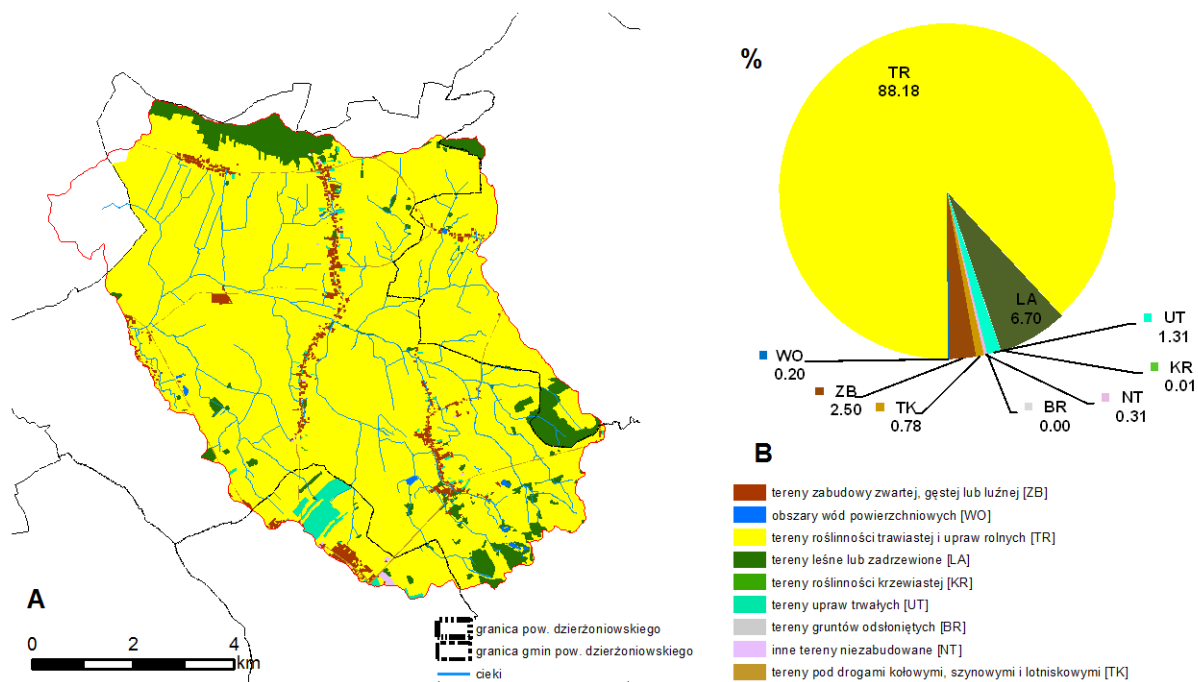 %
TR
88.18
LA
6.70
UT
1.31
KR
0.01
NT
0.31
BR
0.00
TK
0.78
ZB
2.50
WO
0.20
A
0 2 4
km
granica pow. dzierżoniowskiego
granica gmin pow. dzierżoniowskiego
cieki
B
tereny zabudowy zwartej, gęstej lub luźnej [ZB]
obszary wód powierzchniowych [WO]
tereny roślinności trawiastej i upraw rolnych [TR]
tereny leśne lub zadrzewione [LA]
tereny roślinności krzewiastej [KR]
tereny upraw trwałych [UT]
tereny gruntów odsłoniętych [BR]
inne tereny niezabudowane [NT]
tereny pod drogami kołowymi, szynowymi i lotniskowymi [TK]